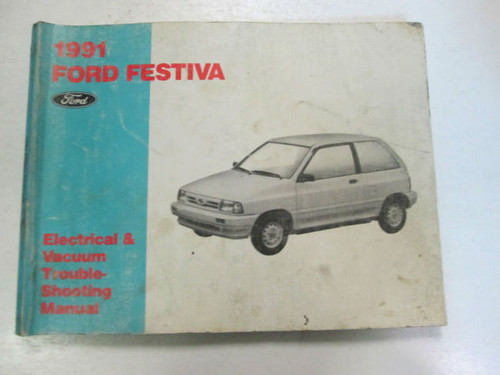 1991
FORD FESTIVA
Ford
Electrical &
Vacuum
Trouble-
Shooting
Manual